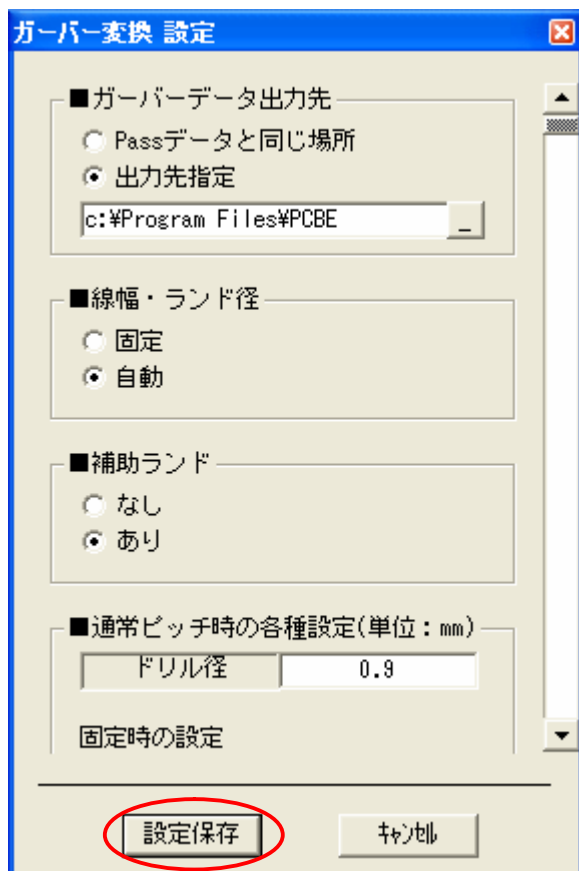 ガーバー変換 設定
■ガーバーデータ出力先
Passデータと同じ場所
出力先指定
c:¥Program Files¥PCBE
_
■線幅・ランド径
固定
自動
■補助ランド
なし
あり
■通常ピッチ時の各種設定(単位：mm)
ドリル径 0.9
固定時の設定
設定保存 ｷｬﾝｾﾙ